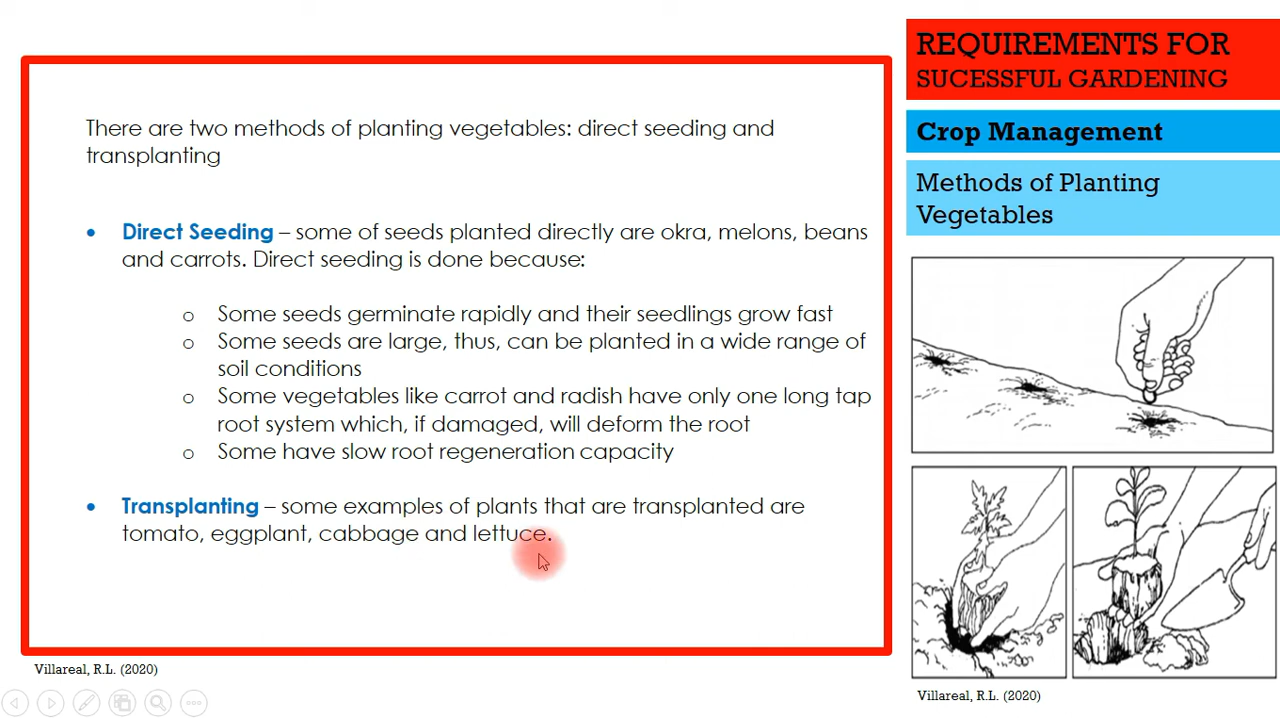 There are two methods of planting vegetables: direct seeding and
transplanting
• Direct Seeding – some of seeds planted directly are okra, melons, beans
and carrots. Direct seeding is done because:
o Some seeds germinate rapidly and their seedlings grow fast
o Some seeds are large, thus, can be planted in a wide range of
soil conditions
o Some vegetables like carrot and radish have only one long tap
root system which, if damaged, will deform the root
o Some have slow root regeneration capacity
• Transplanting – some examples of plants that are transplanted are
tomato, eggplant, cabbage and lettuce.
Villareal, R.L. (2020)
REQUIREMENTS FOR
SUCESSFUL GARDENING
Crop Management
Methods of Planting
Vegetables
Villareal, R.L. (2020)